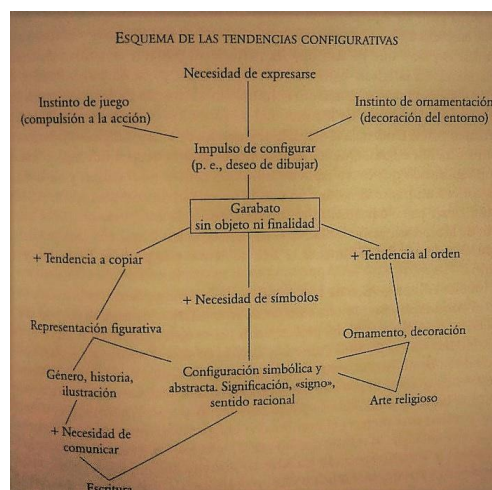 ESQUEMA DE LAS TENDENCIAS CONFIGURATIVAS
Necesidad de expresarse
Instinto de juego
(compulsión a la acción)
Instinto de ornamentación
(decoración del entorno)
Impulso de configurar
(p. e., deseo de dibujar)
Garabato
sin objeto ni finalidad
+ Tendencia a copiar
+ Tendencia al orden
+ Necesidad de símbolos
Representación figurativa
Ornamento, decoración
Género, historia,
ilustración
Configuración simbólica y
abstracta. Significación, «signo»,
sentido racional
Arte religioso
+ Necesidad de
comunicar
Escritura